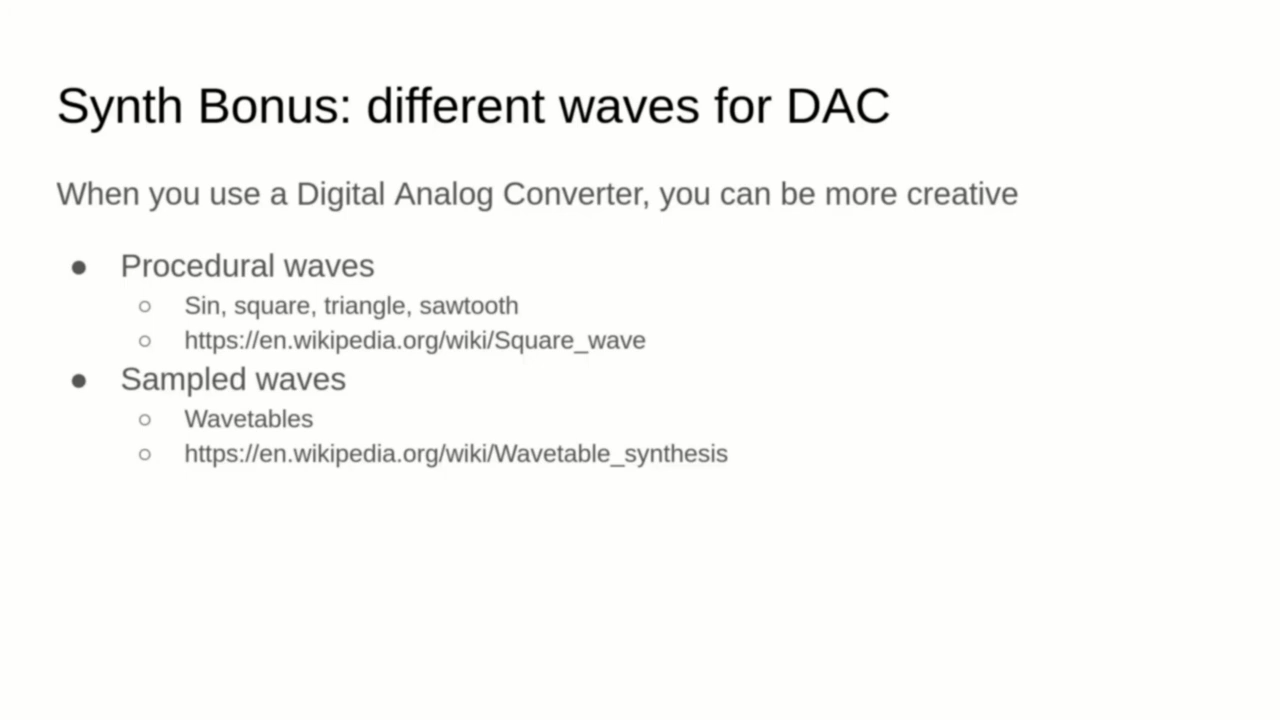 Synth Bonus: different waves for DAC
When you use a Digital Analog Converter, you can be more creative
● Procedural waves
○ Sin, square, triangle, sawtooth
○ https://en.wikipedia.org/wiki/Square_wave
● Sampled waves
○ Wavetables
○ https://en.wikipedia.org/wiki/Wavetable_synthesis